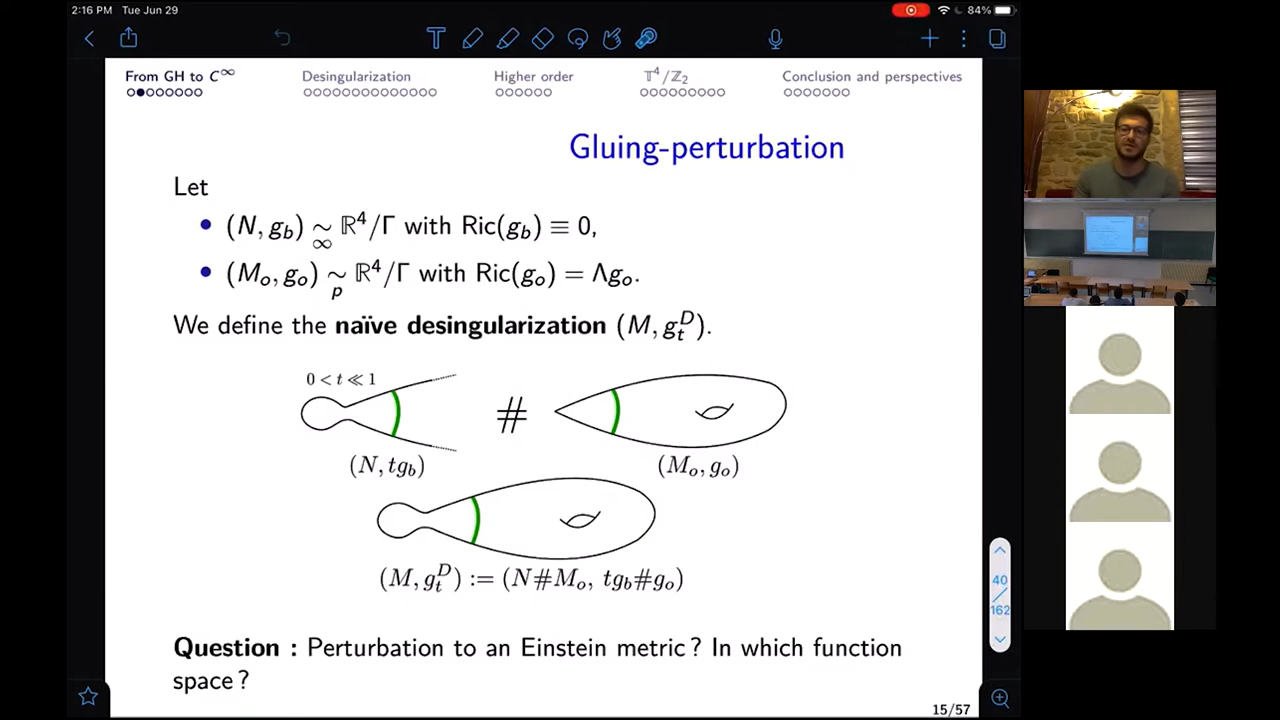 2:16 PM Tue Jun 29
84%
From GH to C^∞ Desingularization Higher order 𝕋⁴/ℤ₂ Conclusion and perspectives
Gluing-perturbation
Let
• (N, g_b) ∼_∞ ℝ⁴/Γ with Ric(g_b) ≡ 0,
• (M_o, g_o) ∼_p ℝ⁴/Γ with Ric(g_o) = Λg_o.
We define the naïve desingularization (M, g_t^D).
0 < t ≪ 1
#
(N, tg_b) (M_o, g_o)
(M, g_t^D) := (N#M_o, tg_b#g_o)
Question : Perturbation to an Einstein metric ? In which function
space ?
40
/
162
15/57